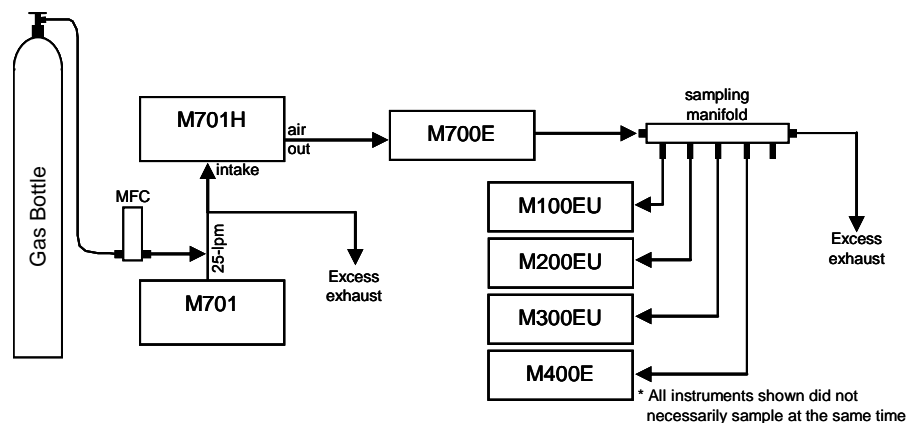 Gas Bottle
MFC
M701H
air
out
intake
25-lpm
M701
Excess
exhaust
M700E
sampling
manifold
M100EU
M200EU
M300EU
M400E
Excess
exhaust
* All instruments shown did not
necessarily sample at the same time